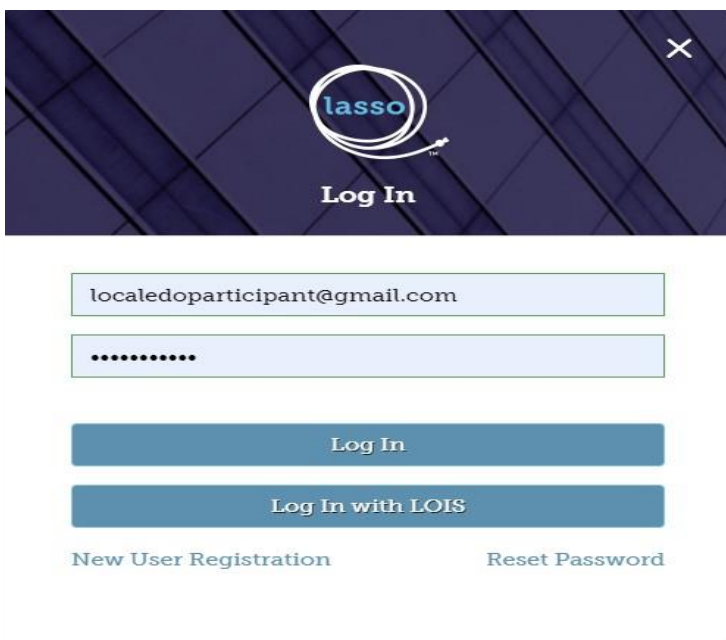 lasso
TM
Log In
localedoparticipant@gmail.com
•••••••••••
Log In
Log In with LOIS
New User Registration
Reset Password